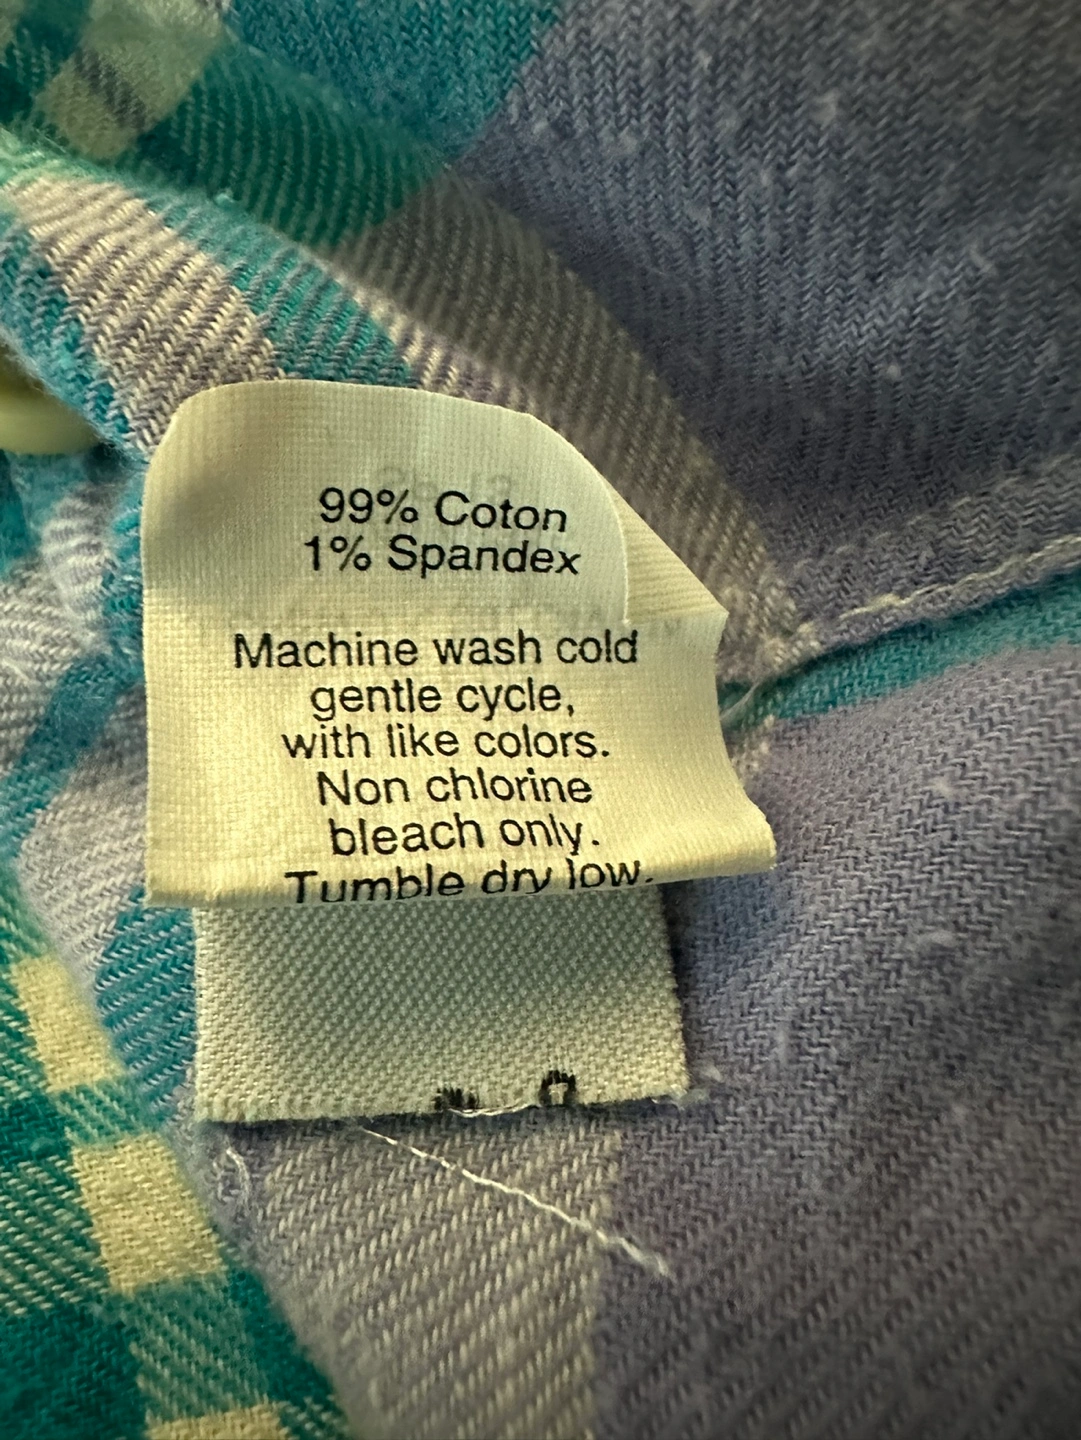 99% Coton
1% Spandex
Machine wash cold
gentle cycle,
with like colors.
Non chlorine
bleach only.
Tumble dry low.